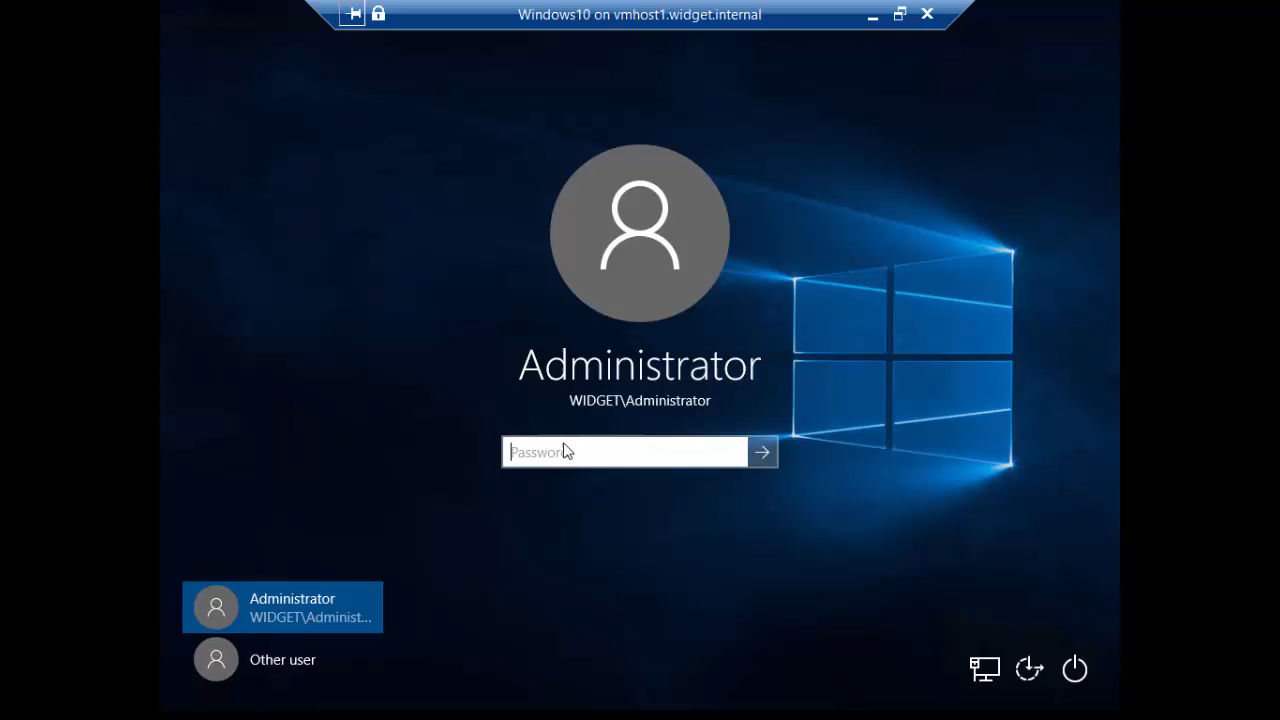 Windows10 on vmhost1.widget.internal
Administrator
WIDGET\Administrator
Password
Administrator
WIDGET\Administ...
Other user